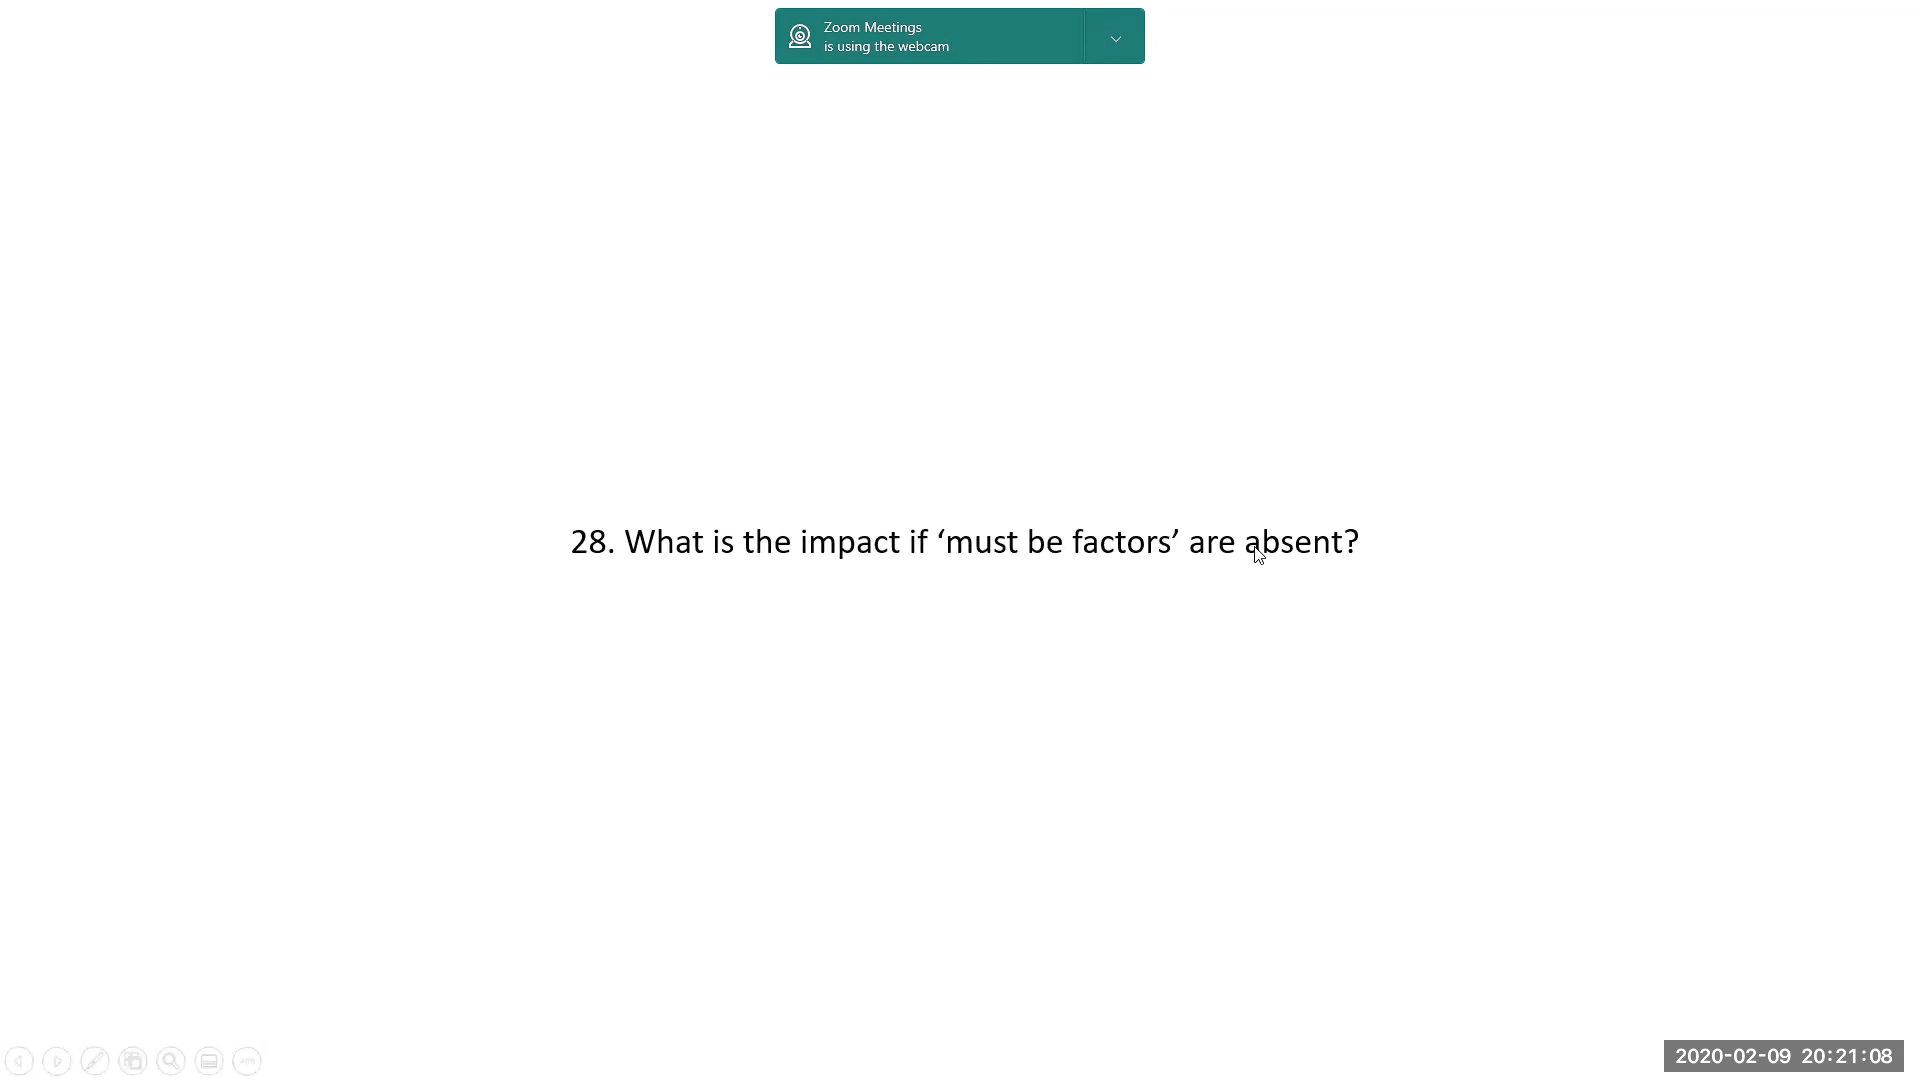 Zoom Meetings
is using the webcam
28. What is the impact if ‘must be factors’ are absent?
2020-02-09 20:21:08